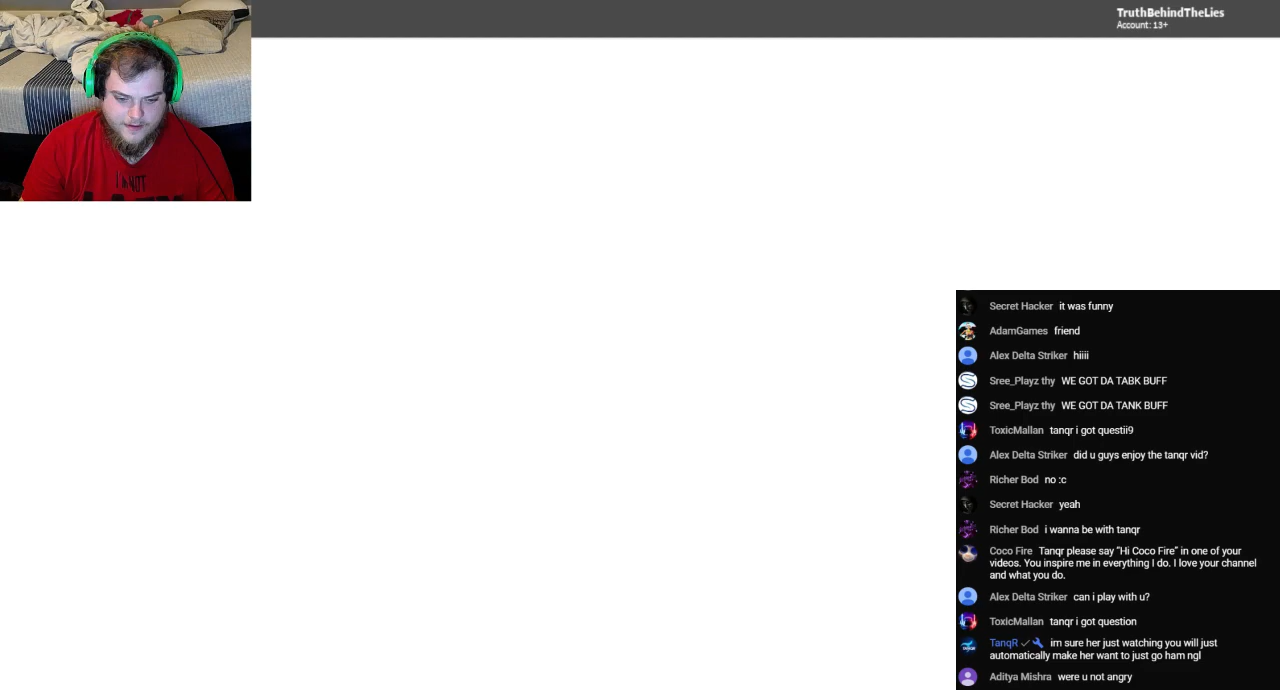 TruthBehindTheLies
Account: 13+
I'm NOT
Secret Hacker it was funny
AdamGames friend
Alex Delta Striker hiiii
Sree_Playz thy WE GOT DA TABK BUFF
Sree_Playz thy WE GOT DA TANK BUFF
ToxicMallan tanqr i got questii9
Alex Delta Striker did u guys enjoy the tanqr vid?
Richer Bod no :c
Secret Hacker yeah
Richer Bod i wanna be with tanqr
Coco Fire Tanqr please say "Hi Coco Fire" in one of your
videos. You inspire me in everything I do. I love your channel
and what you do.
Alex Delta Striker can i play with u?
ToxicMallan tanqr i got question
TanqR im sure her just watching you will just
automatically make her want to just go ham ngl
Aditya Mishra were u not angry